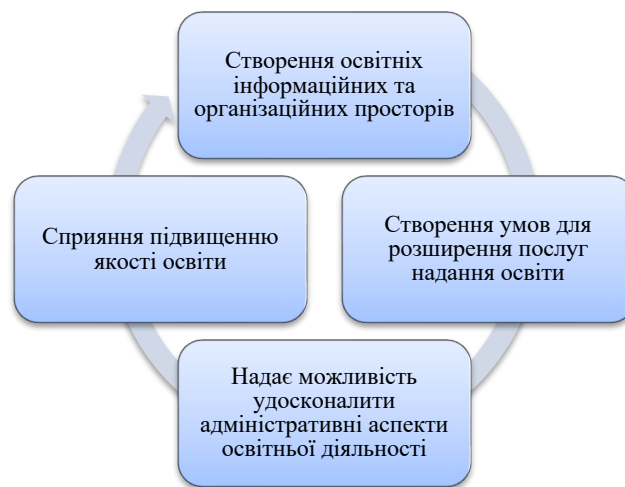 Створення освітніх
інформаційних та
організаційних просторів
Створення умов для
розширення послуг
надання освіти
Надає можливість
удосконалити
адміністративні аспекти
освітньої діяльності
Сприяння підвищенню
якості освіти